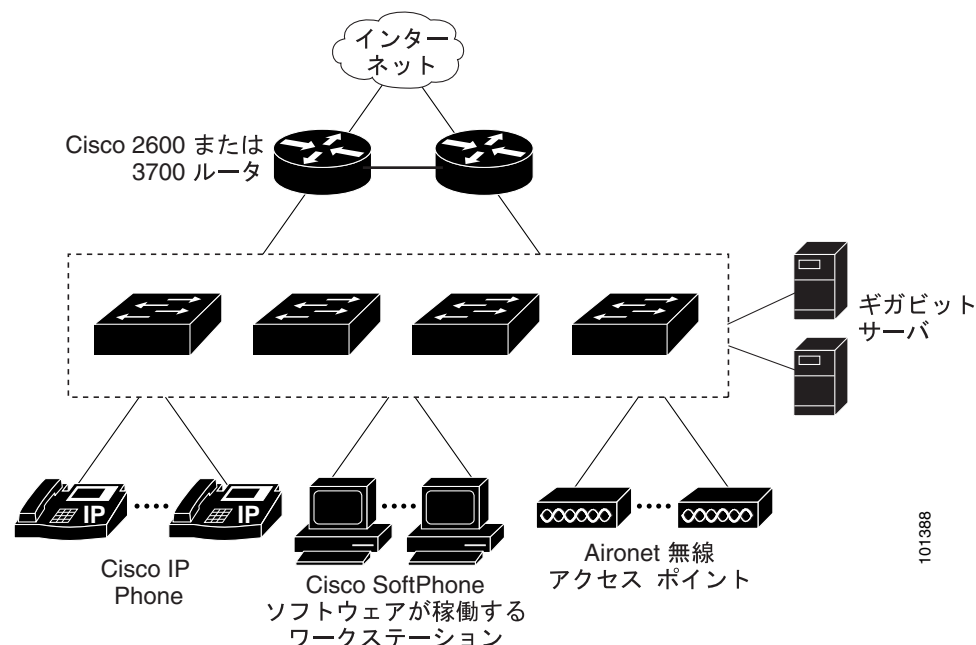 インター
ネット
Cisco 2600 または
3700 ルータ
ギガビット
サーバ
IP
IP
Cisco IP
Phone
Cisco SoftPhone
ソフトウェアが稼働する
ワークステーション
Aironet 無線
アクセス ポイント
101388